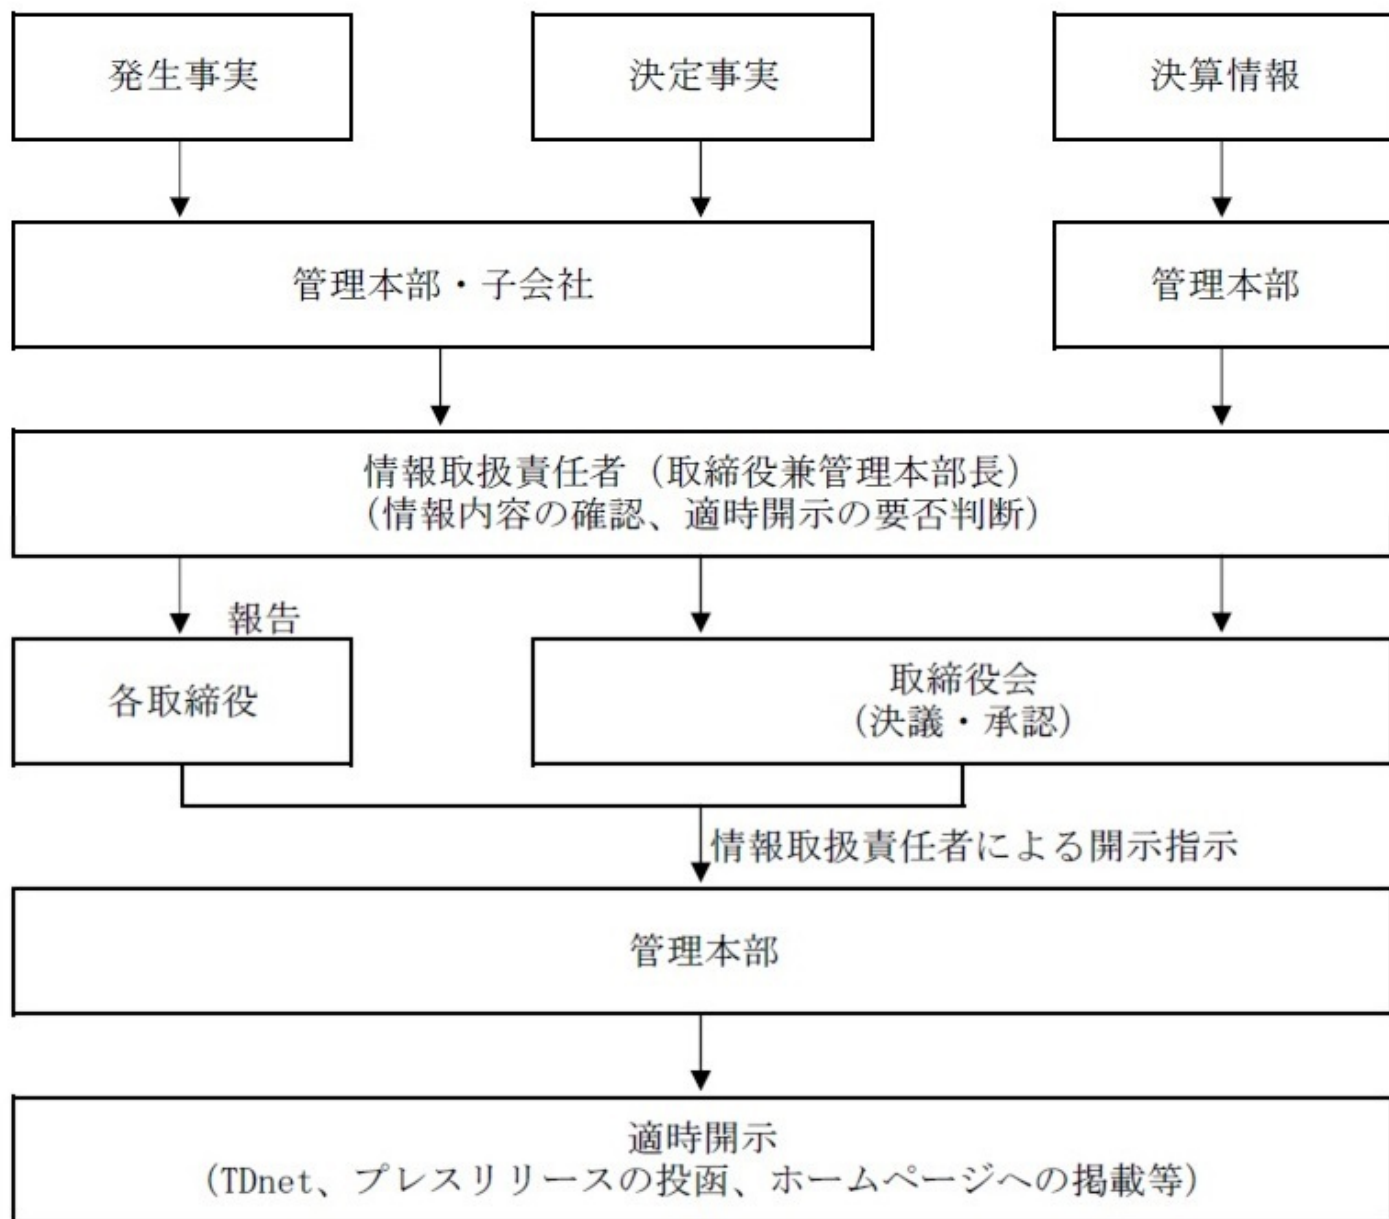 発生事実
決定事実
決算情報
管理本部・子会社
管理本部
情報取扱責任者（取締役兼管理本部長）
（情報内容の確認、適時開示の要否判断）
報告
各取締役
取締役会
（決議・承認）
情報取扱責任者による開示指示
管理本部
適時開示
（TDnet、プレスリリースの投函、ホームページへの掲載等）